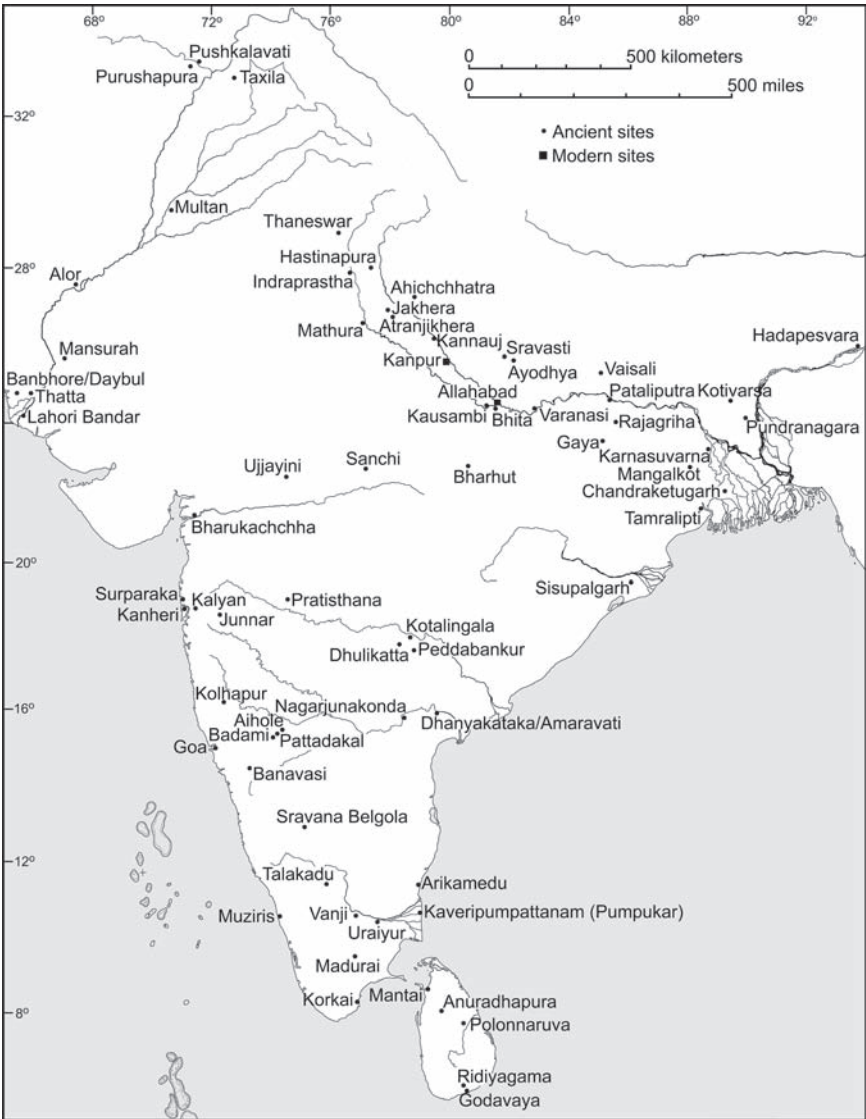 68° 72° 76° 80° 84° 88° 92°
Pushkalavati
0 500 kilometers
Purushapura
Taxila
0 500 miles
32°
Ancient sites
Modern sites
Multan
Thaneswar
28°
Hastinapura
Alor
Indraprastha
Ahichchhatra
Jakhera
Mathura
Atranjikhera
Kannauj
Hadapesvara
Mansurah
Kanpur
Sravasti
Ayodhya
Vaisali
Banbhore/Daybul
Allahabad
Pataliputra
Kotivarsa
Thatta
Kausambi
Bhita
Varanasi
Rajagriha
Lahori Bandar
Pundranagara
Gaya
Karnasuvarna
Ujjayini
Sanchi
Bharhut
Mangalkot
Chandraketugarh
Tamralipti
Bharukachchha
20°
Surparaka
Kalyan
Pratisthana
Sisupalgarh
Kanheri
Junnar
Kotalingala
Dhulikatta
Peddabankur
Kolhapur
16°
Nagarjunakonda
Aihole
Dhanyakataka/Amaravati
Badami
Pattadakal
Goa
Banavasi
Sravana Belgola
12°
Talakadu
Arikamedu
Muziris
Vanji
Kaveripumpattanam (Pumpukar)
Uraiyur
Madurai
Korkai
Mantai
Anuradhapura
8°
Polonnaruva
Ridiyagama
Godavaya